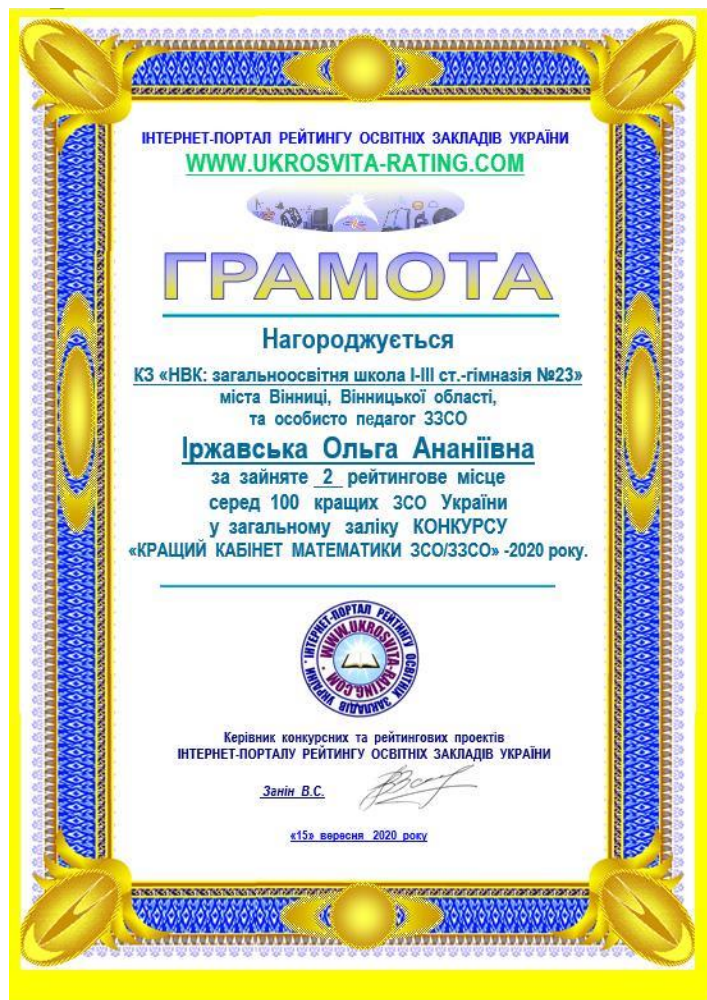 ІНТЕРНЕТ-ПОРТАЛ РЕЙТИНГУ ОСВІТНІХ ЗАКЛАДІВ УКРАЇНИ
WWW.UKROSVITA-RATING.COM
ГРАМОТА
Нагороджується
КЗ «НВК: загальноосвітня школа І-ІІІ ст.-гімназія №23»
міста Вінниці, Вінницької області,
та особисто педагог ЗЗСО
Іржавська Ольга Ананіївна
за зайняте 2 рейтингове місце
серед 100 кращих ЗСО України
у загальному заліку КОНКУРСУ
«КРАЩИЙ КАБІНЕТ МАТЕМАТИКИ ЗСО/ЗЗСО» -2020 року.
ІНТЕРНЕТ-ПОРТАЛ РЕЙТИНГУ ОСВІТНІХ ЗАКЛАДІВ УКРАЇНИ
WWW.UKROSVITA-RATING.COM
Керівник конкурсних та рейтингових проектів
ІНТЕРНЕТ-ПОРТАЛУ РЕЙТИНГУ ОСВІТНІХ ЗАКЛАДІВ УКРАЇНИ
Занін В.С.
«15» вересня 2020 року